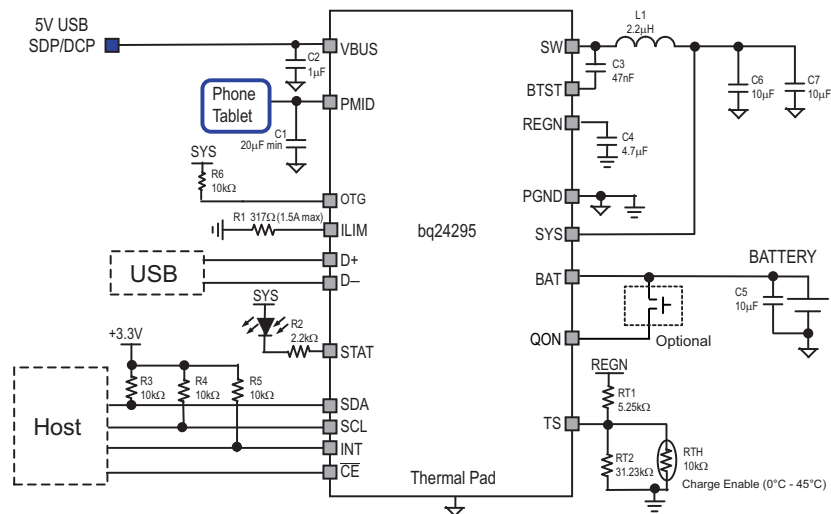 5V USB
SDP/DCP
VBUS
C2
1µF
Phone
Tablet
PMID
C1
20µF min
SYS
R6
10kΩ
OTG
R1 317Ω (1.5A max)
ILIM
USB
D+
D–
SYS
R2
2.2kΩ
STAT
+3.3V
R3
10kΩ
R4
10kΩ
R5
10kΩ
Host
SDA
SCL
INT
CE
bq24295
Thermal Pad
SW
L1
2.2µH
C3
47nF
BTST
C6
10µF
C7
10µF
REGN
C4
4.7µF
PGND
SYS
BAT
BATTERY
C5
10µF
QON
Optional
REGN
RT1
5.25kΩ
TS
RT2
31.23kΩ
RTH
10kΩ
Charge Enable (0°C - 45°C)